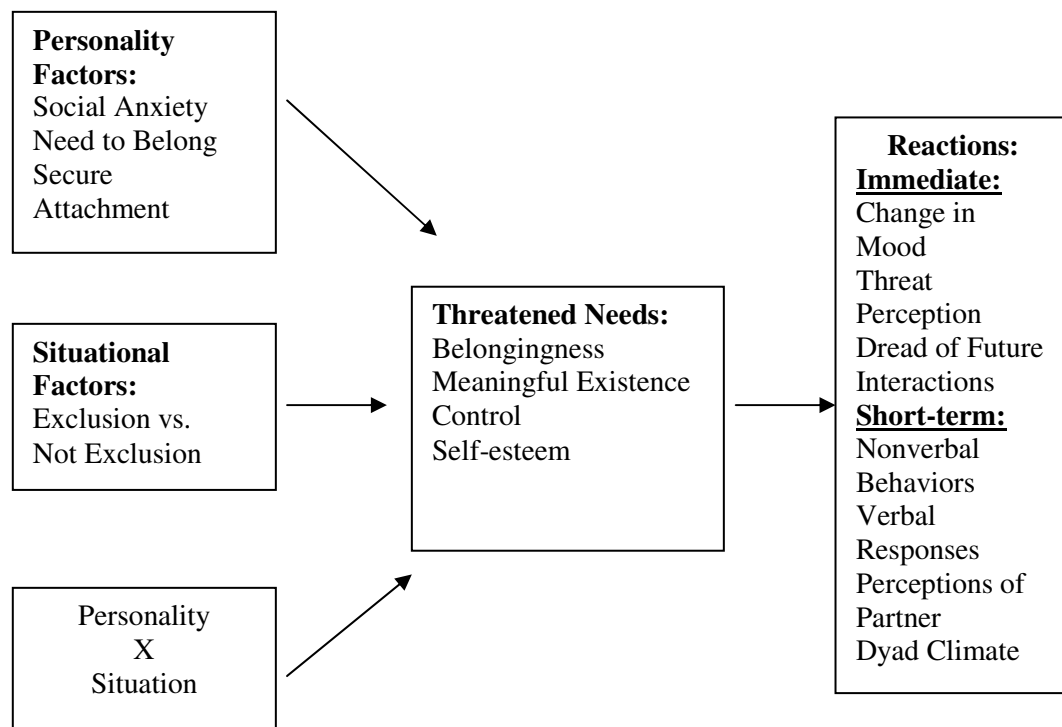 Personality
Factors:
Social Anxiety
Need to Belong
Secure
Attachment
Situational
Factors:
Exclusion vs.
Not Exclusion
Personality
X
Situation
Threatened Needs:
Belongingness
Meaningful Existence
Control
Self-esteem
Reactions:
Immediate:
Change in
Mood
Threat
Perception
Dread of Future
Interactions
Short-term:
Nonverbal
Behaviors
Verbal
Responses
Perceptions of
Partner
Dyad Climate